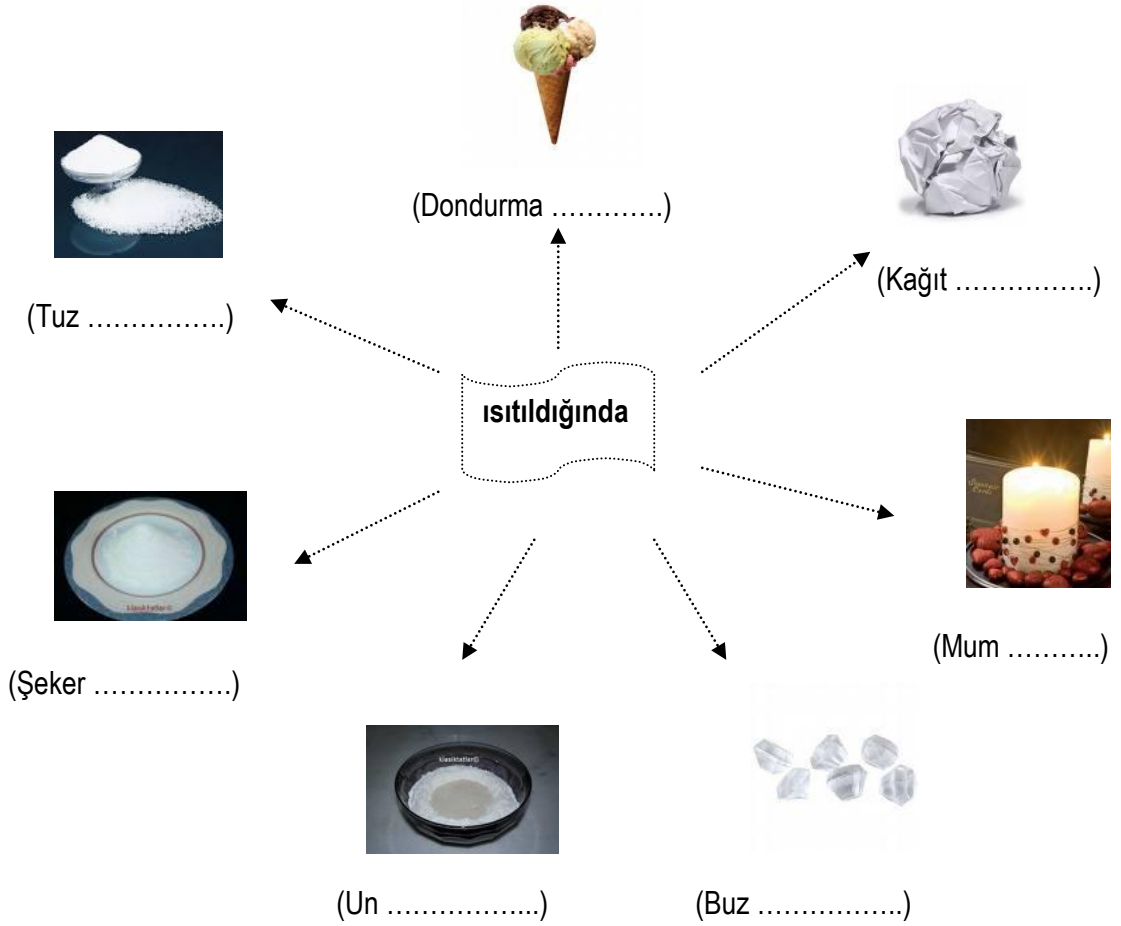 (Dondurma ………….)
(Kağıt …………….)
(Tuz ……………..)
ısıtıldığında
(Mum ………..)
(Şeker …………….)
(Un ………………...)
(Buz ……………..)